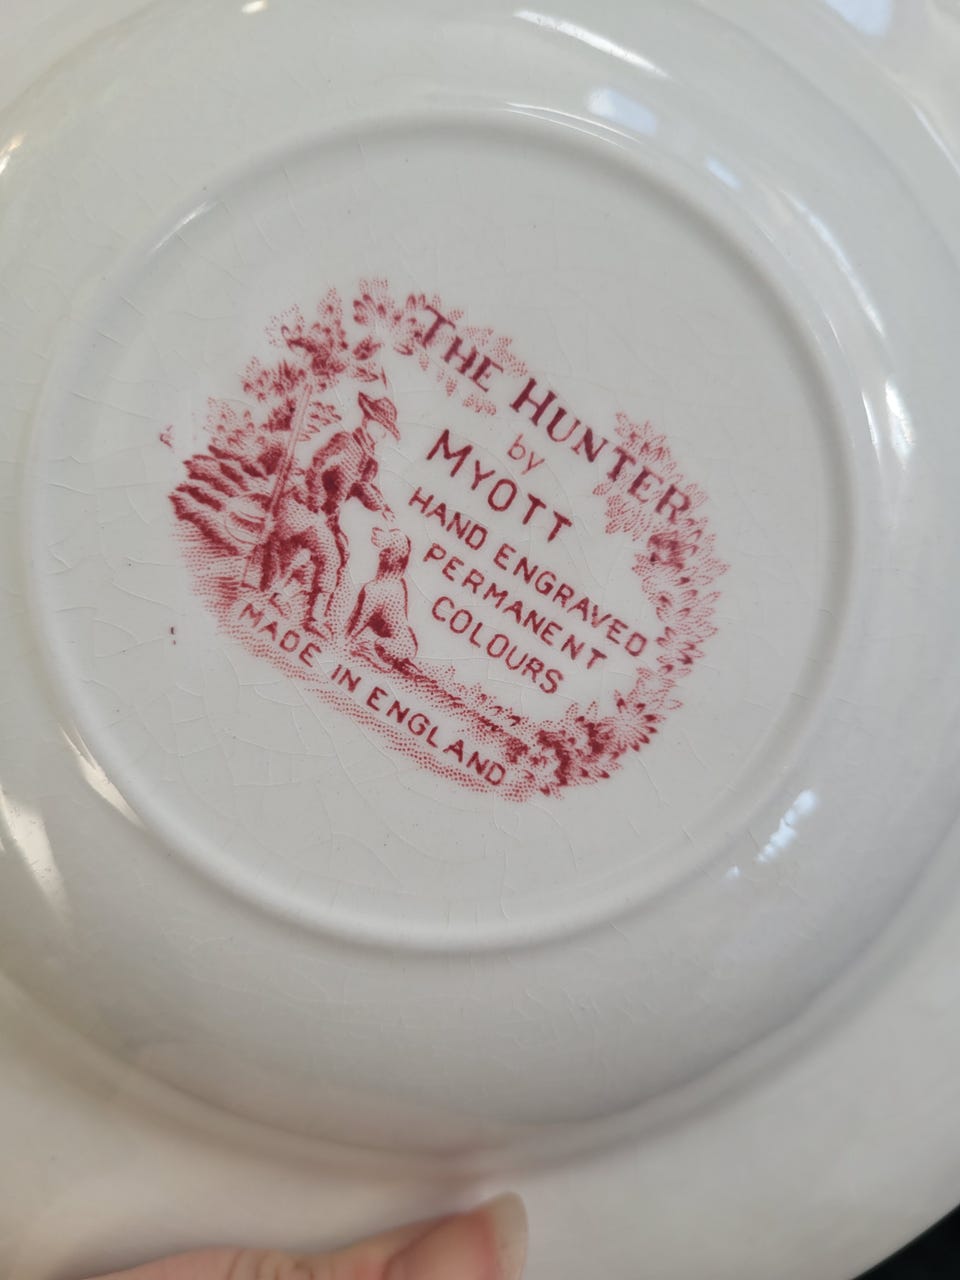 THE HUNTER
by
MYOTT
HAND ENGRAVED
PERMANENT
COLOURS
MADE IN ENGLAND